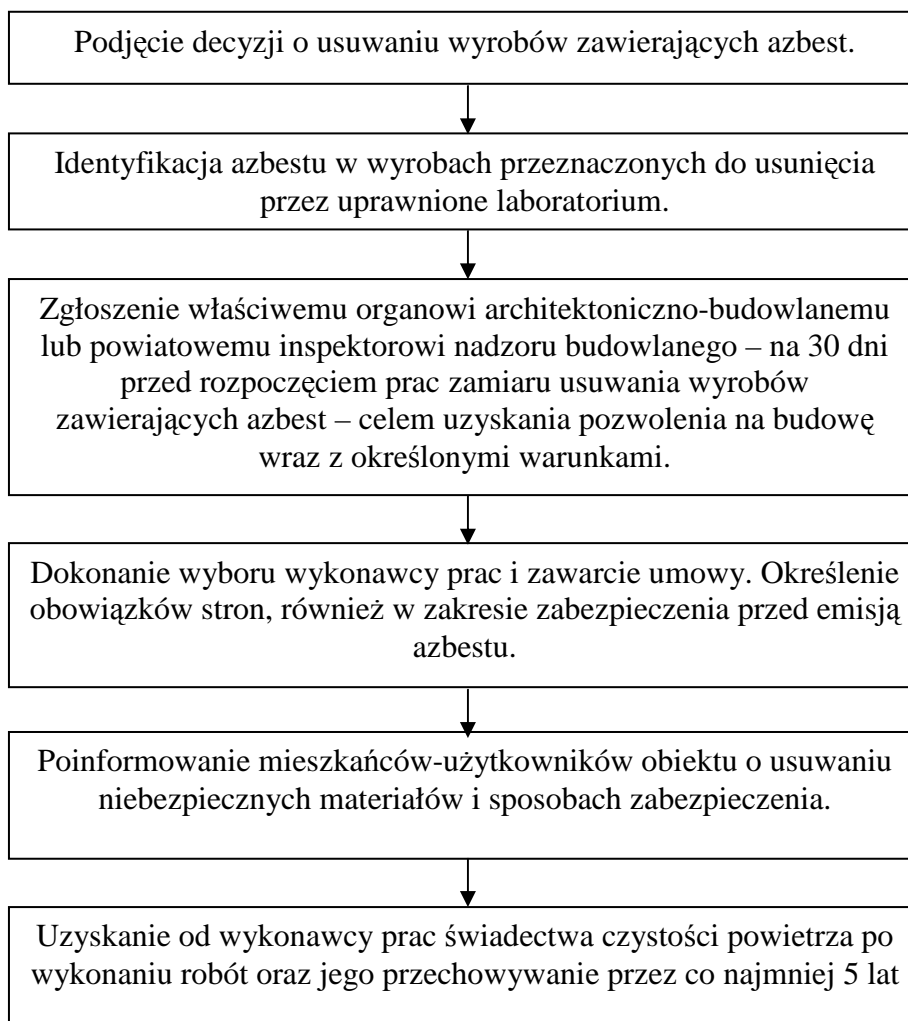 Podjęcie decyzji o usuwaniu wyrobów zawierających azbest.
Identyfikacja azbestu w wyrobach przeznaczonych do usunięcia
przez uprawnione laboratorium.
Zgłoszenie właściwemu organowi architektoniczno-budowlanemu
lub powiatowemu inspektorowi nadzoru budowlanego – na 30 dni
przed rozpoczęciem prac zamiaru usuwania wyrobów
zawierających azbest – celem uzyskania pozwolenia na budowę
wraz z określonymi warunkami.
Dokonanie wyboru wykonawcy prac i zawarcie umowy. Określenie
obowiązków stron, również w zakresie zabezpieczenia przed emisją
azbestu.
Poinformowanie mieszkańców-użytkowników obiektu o usuwaniu
niebezpiecznych materiałów i sposobach zabezpieczenia.
Uzyskanie od wykonawcy prac świadectwa czystości powietrza po
wykonaniu robót oraz jego przechowywanie przez co najmniej 5 lat